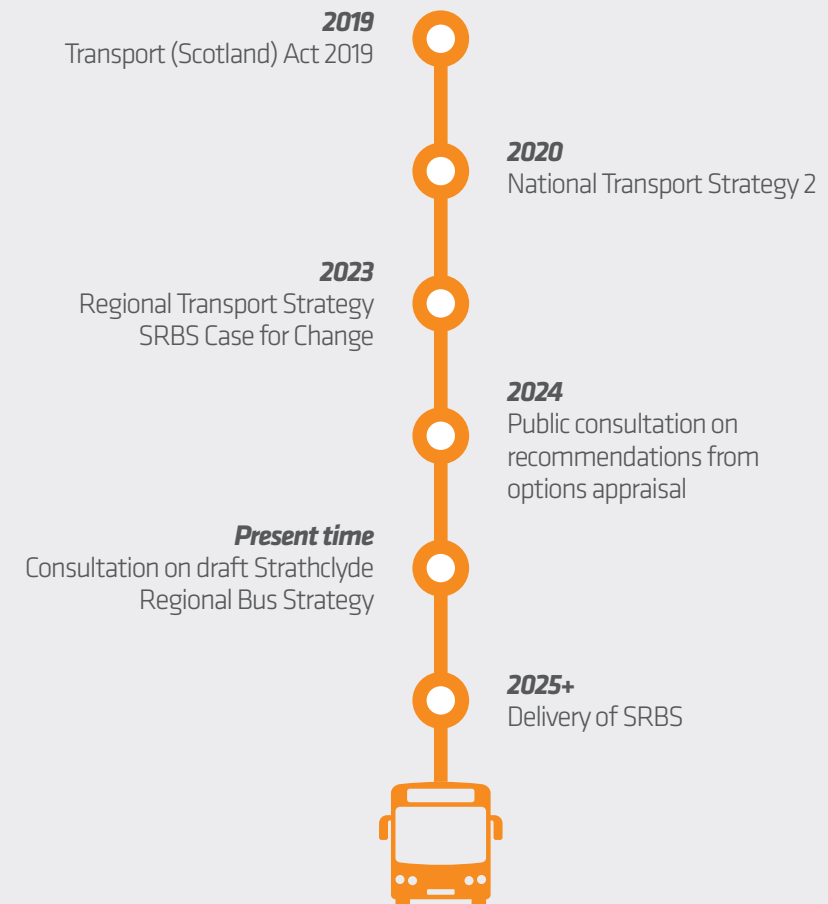 2019
Transport (Scotland) Act 2019
2020
National Transport Strategy 2
2023
Regional Transport Strategy
SRBS Case for Change
2024
Public consultation on
recommendations from
options appraisal
Present time
Consultation on draft Strathclyde
Regional Bus Strategy
2025+
Delivery of SRBS